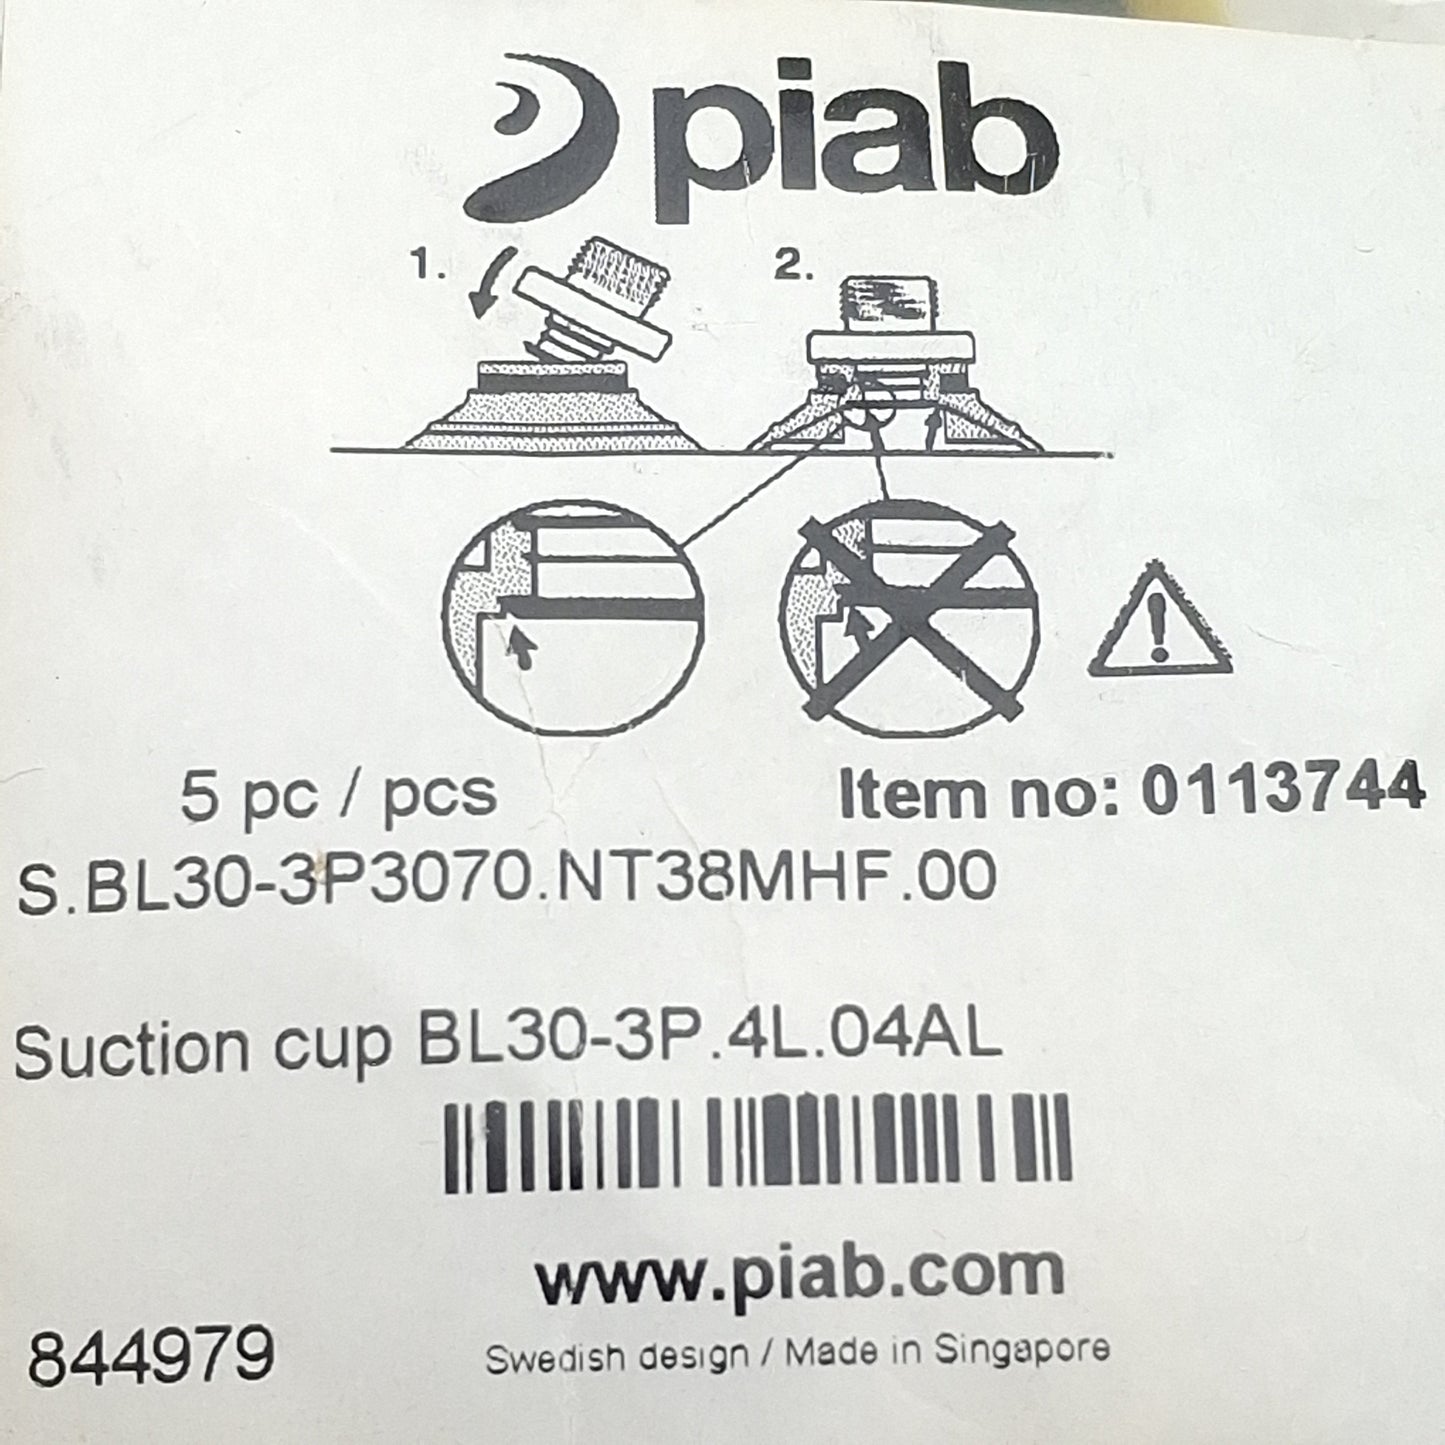 piab
1. 2.
5 pc / pcs Item no: 0113744
S.BL30-3P3070.NT38MHF.00
Suction cup BL30-3P.4L.04AL
www.piab.com
844979 Swedish design / Made in Singapore